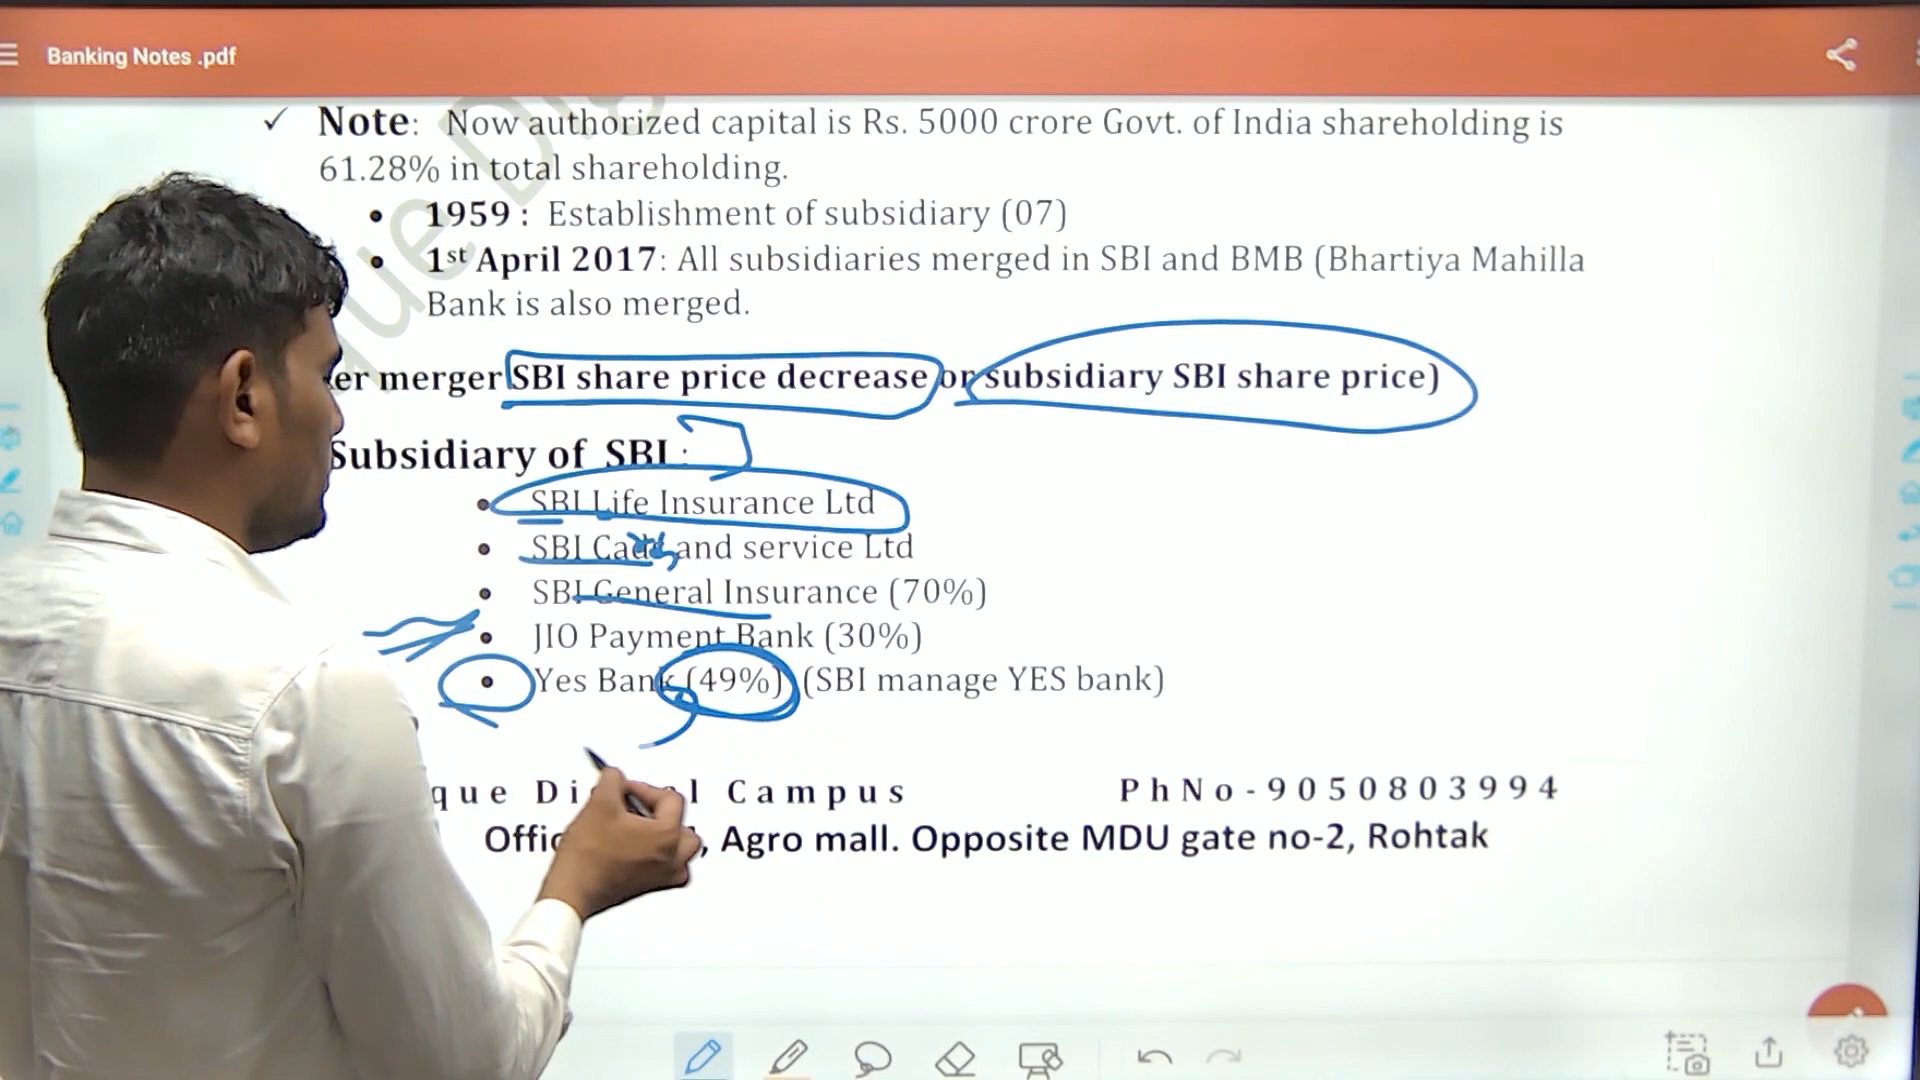 Banking Notes .pdf
✓ Note: Now authorized capital is Rs. 5000 crore Govt. of India shareholding is
61.28% in total shareholding.
• 1959 : Establishment of subsidiary (07)
• 1st April 2017: All subsidiaries merged in SBI and BMB (Bhartiya Mahilla
Bank is also merged.
er merger SBI share price decrease or subsidiary SBI share price)
Subsidiary of SBI :
• SBI Life Insurance Ltd
• SBI and service Ltd
• SBI General Insurance (70%)
• JIO Payment Bank (30%)
• Yes Bank (49%) (SBI manage YES bank)
que Campus PhNo-9050803994
Agro mall. Opposite MDU gate no-2, Rohtak